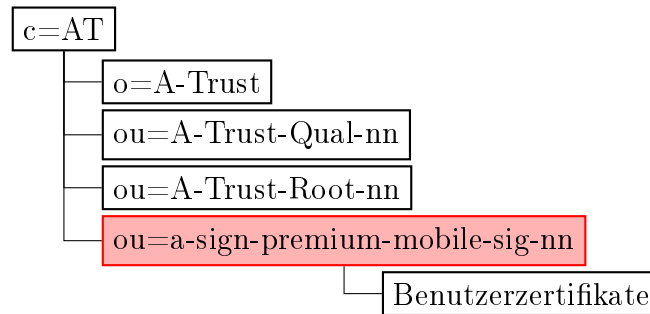 c=AT
o=A-Trust
ou=A-Trust-Qual-nn
ou=A-Trust-Root-nn
ou=a-sign-premium-mobile-sig-nn
Benutzerzertifikate